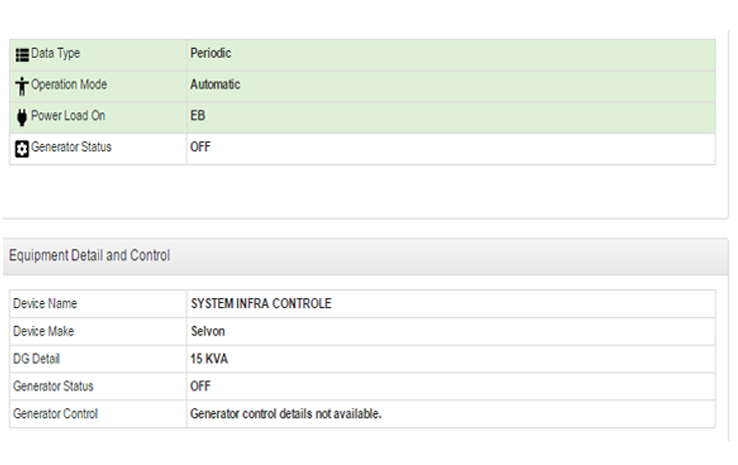 Data Type Periodic
Operation Mode Automatic
Power Load On EB
Generator Status OFF
Equipment Detail and Control
Device Name SYSTEM INFRA CONTROLE
Device Make Selvon
DG Detail 15 KVA
Generator Status OFF
Generator Control Generator control details not available.